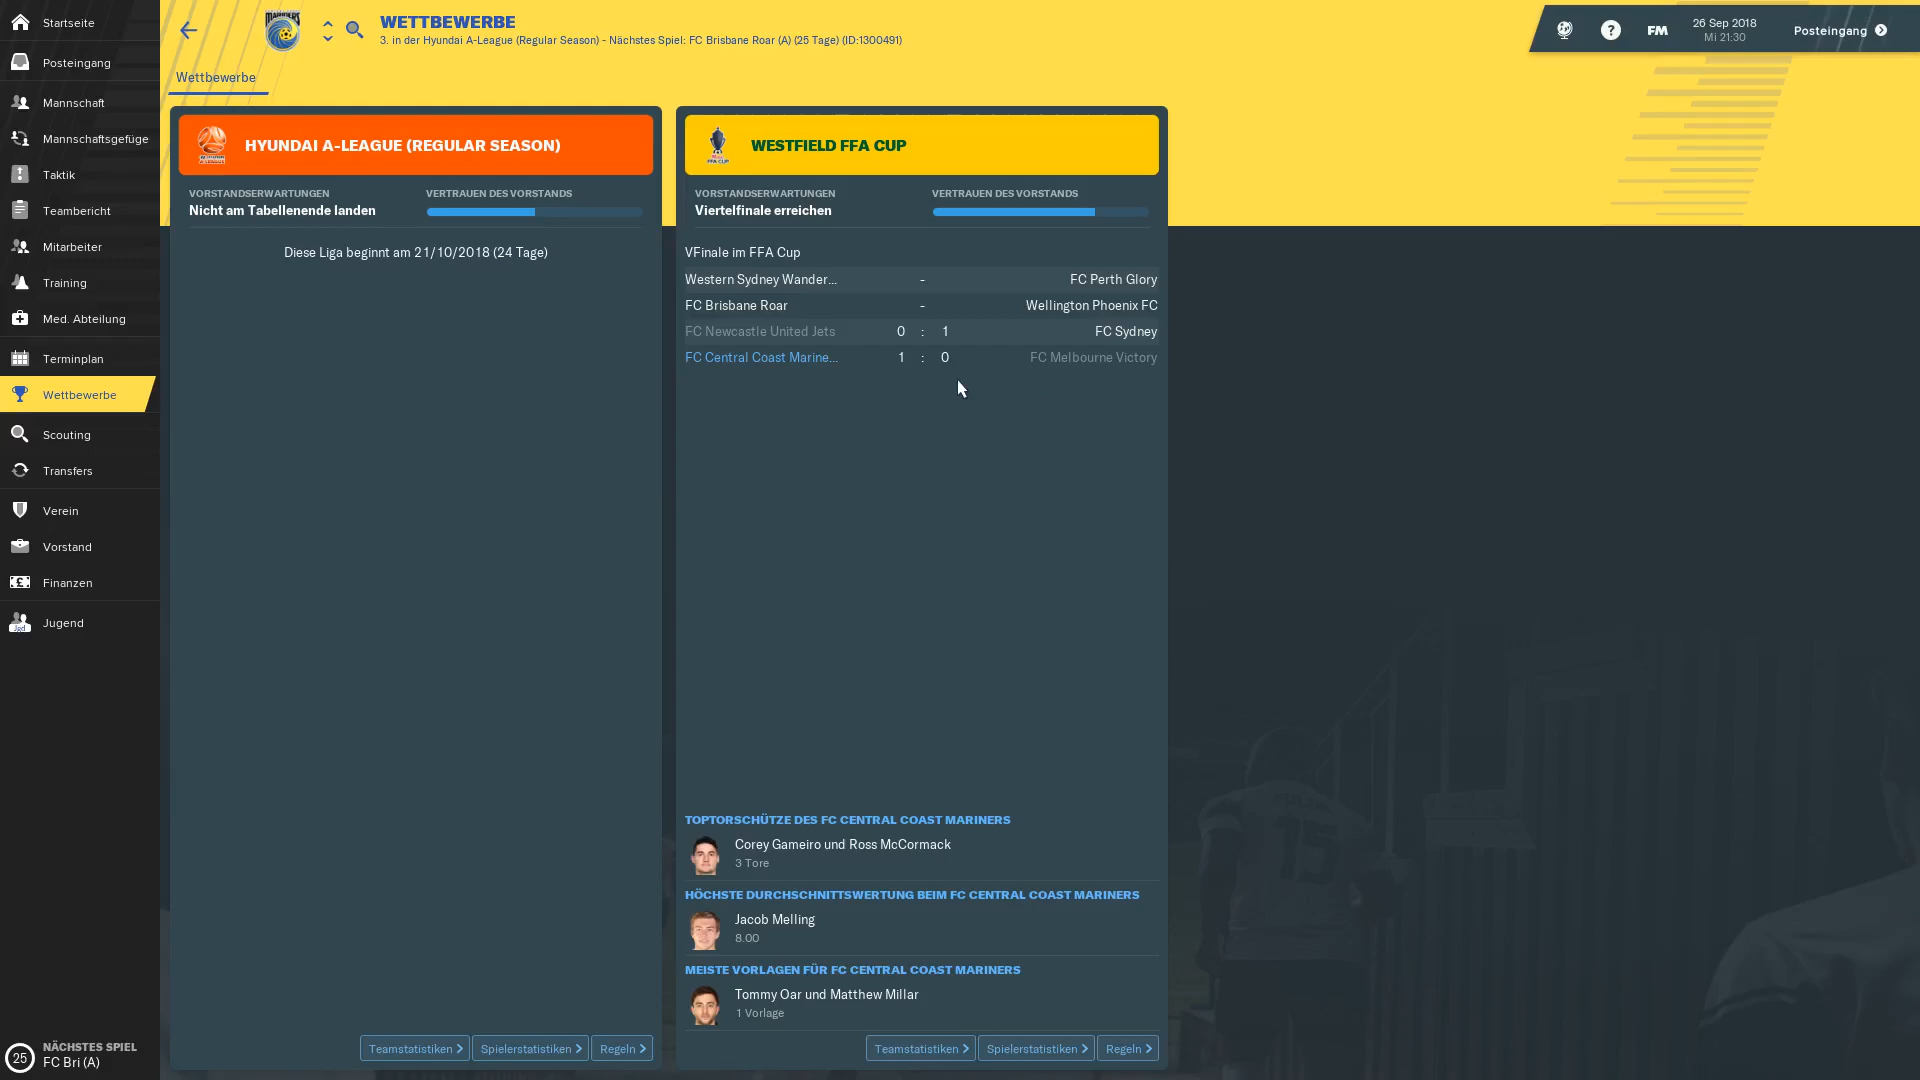 Startseite
Posteingang
Mannschaft
Mannschaftsgefüge
Taktik
Teambericht
Mitarbeiter
Training
Med. Abteilung
Terminplan
Wettbewerbe
Scouting
Transfers
Verein
Vorstand
Finanzen
Jgd
Jugend
25
NÄCHSTES SPIEL
FC Bri (A)
MARINERS
WETTBEWERBE
3. in der Hyundai A-League (Regular Season) - Nächstes Spiel: FC Brisbane Roar (A) (25 Tage) (ID:1300491)
?
FM
26 Sep 2018
Mi 21:30
Posteingang
Wettbewerbe
HYUNDAI A-LEAGUE (REGULAR SEASON)
VORSTANDSERWARTUNGEN
Nicht am Tabellenende landen
VERTRAUEN DES VORSTANDS
Diese Liga beginnt am 21/10/2018 (24 Tage)
Teamstatistiken
Spielerstatistiken
Regeln
FFA CUP
WESTFIELD FFA CUP
VORSTANDSERWARTUNGEN
Viertelfinale erreichen
VERTRAUEN DES VORSTANDS
VFinale im FFA Cup
Western Sydney Wander... - FC Perth Glory
FC Brisbane Roar - Wellington Phoenix FC
FC Newcastle United Jets 0 : 1 FC Sydney
FC Central Coast Marine... 1 : 0 FC Melbourne Victory
TOPTORSCHÜTZE DES FC CENTRAL COAST MARINERS
Corey Gameiro und Ross McCormack
3 Tore
HÖCHSTE DURCHSCHNITTSWERTUNG BEIM FC CENTRAL COAST MARINERS
Jacob Melling
8.00
MEISTE VORLAGEN FÜR FC CENTRAL COAST MARINERS
Tommy Oar und Matthew Millar
1 Vorlage
Teamstatistiken
Spielerstatistiken
Regeln